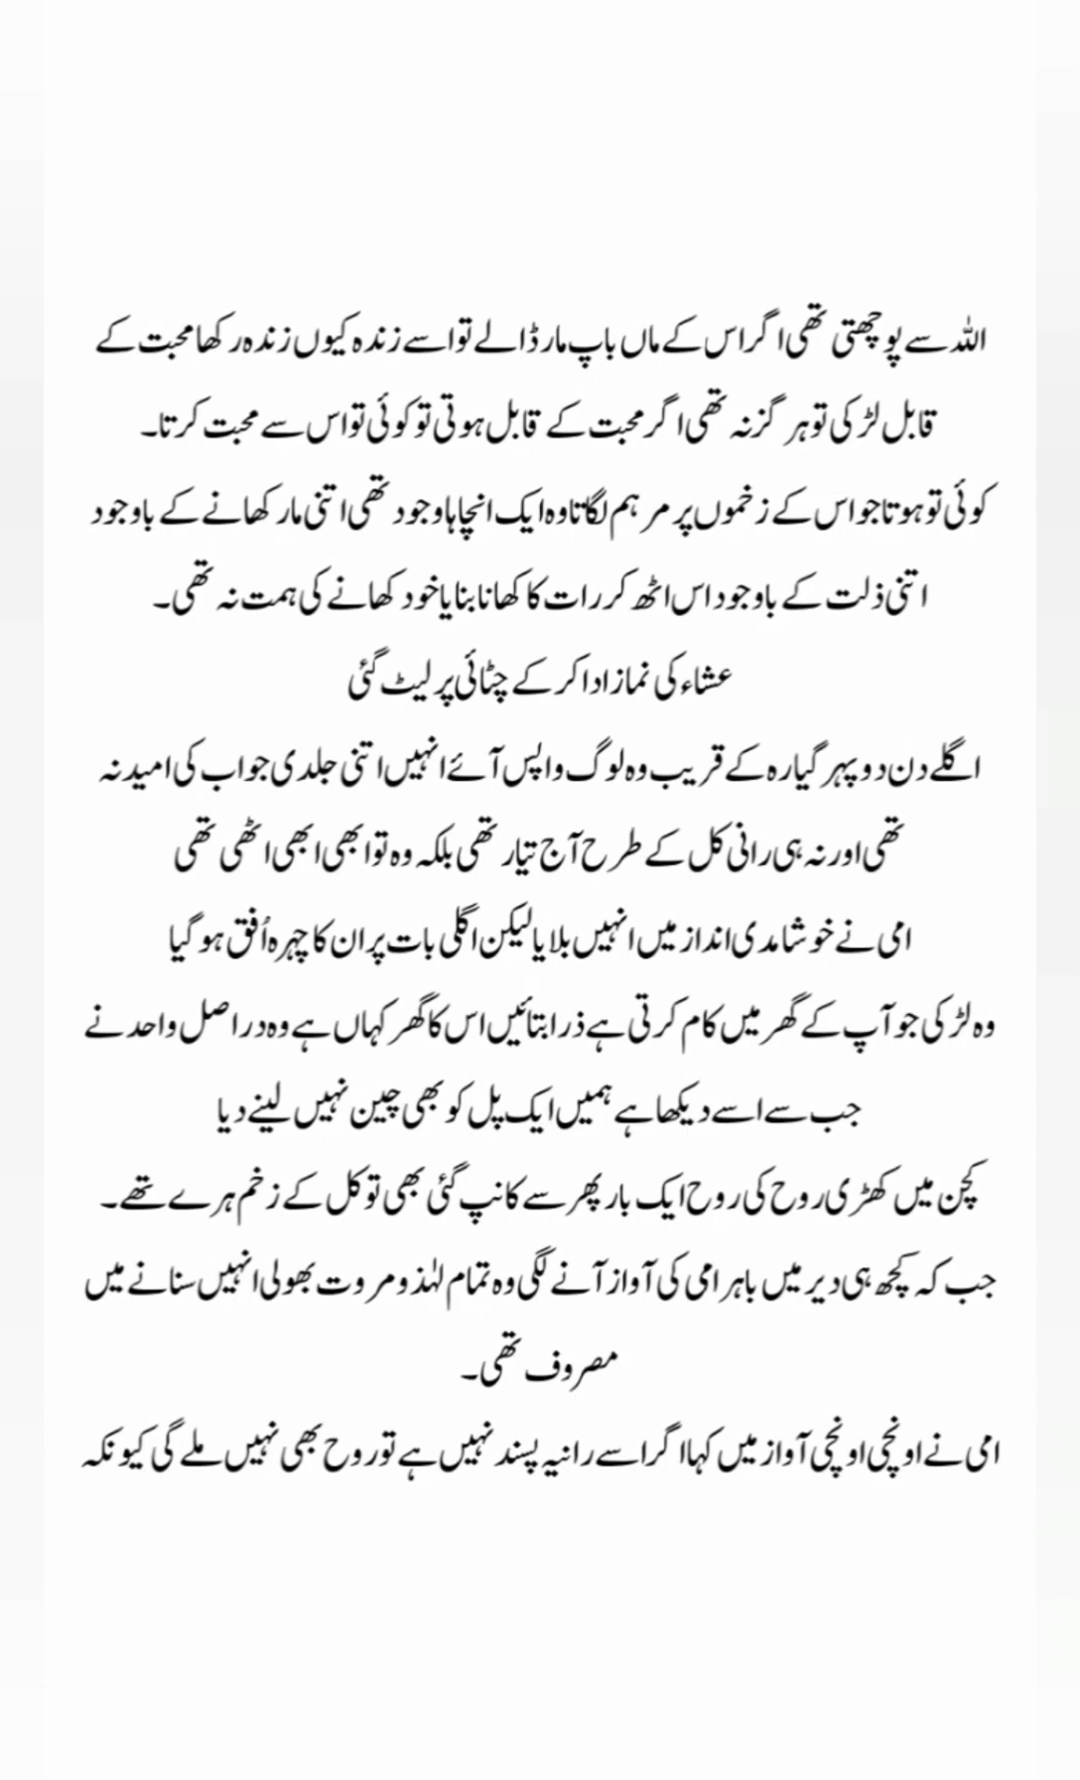 اللہ سے پوچھتی تھی اگر اس کے ماں باپ مار ڈالے تو اسے زندہ کیوں زندہ رکھا محبت کے
قابل لڑکی تو ہر گز نہ تھی اگر محبت کے قابل ہوتی تو کوئی تو اس سے محبت کرتا۔
کوئی تو ہوتا جو اس کے زخموں پر مرہم لگاتا وہ ایک انچاہا وجود تھی اتنی مار کھانے کے باوجود
اتنی ذلت کے باوجود اس اٹھ کر رات کا کھانا بنایا خود کھانے کی ہمت نہ تھی۔
عشاء کی نماز ادا کر کے چٹائی پر لیٹ گئی
اگلے دن دوپہر گیارہ کے قریب وہ لوگ واپس آئے انہیں اتنی جلدی جواب کی امید نہ
تھی اور نہ ہی رانی کل کے طرح آج تیار تھی بلکہ وہ تو ابھی ابھی اٹھی تھی
امی نے خوشامدی انداز میں انہیں بلایا لیکن اگلی بات پر ان کا چہرہ اُفق ہو گیا
وہ لڑکی جو آپ کے گھر میں کام کرتی ہے ذرا بتائیں اس کا گھر کہاں ہے وہ دراصل واحد نے
جب سے اسے دیکھا ہے ہمیں ایک پل کو بھی چین نہیں لینے دیا
کچن میں کھڑی روح کی روح ایک بار پھر سے کانپ گئی بھی تو کل کے زخم ہرے تھے۔
جب کہ کچھ ہی دیر میں باہر امی کی آواز آنے لگی وہ تمام لہٰذ و مروت بھولی انہیں سنانے میں
مصروف تھی۔
امی نے اونچی اونچی آواز میں کہا اگر اسے رانیہ پسند نہیں ہے تو روح بھی نہیں ملے گی کیونکہ